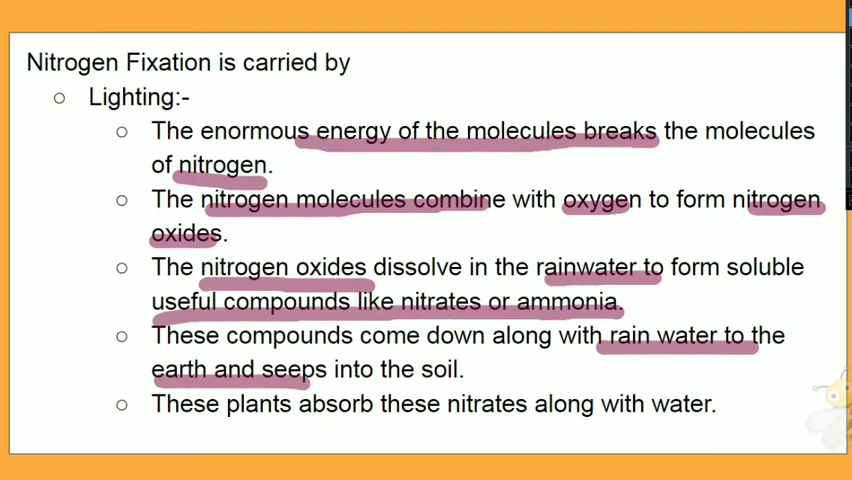 Nitrogen Fixation is carried by
○ Lighting:-
○ The enormous energy of the molecules breaks the molecules
of nitrogen.
○ The nitrogen molecules combine with oxygen to form nitrogen
oxides.
○ The nitrogen oxides dissolve in the rainwater to form soluble
useful compounds like nitrates or ammonia.
○ These compounds come down along with rain water to the
earth and seeps into the soil.
○ These plants absorb these nitrates along with water.